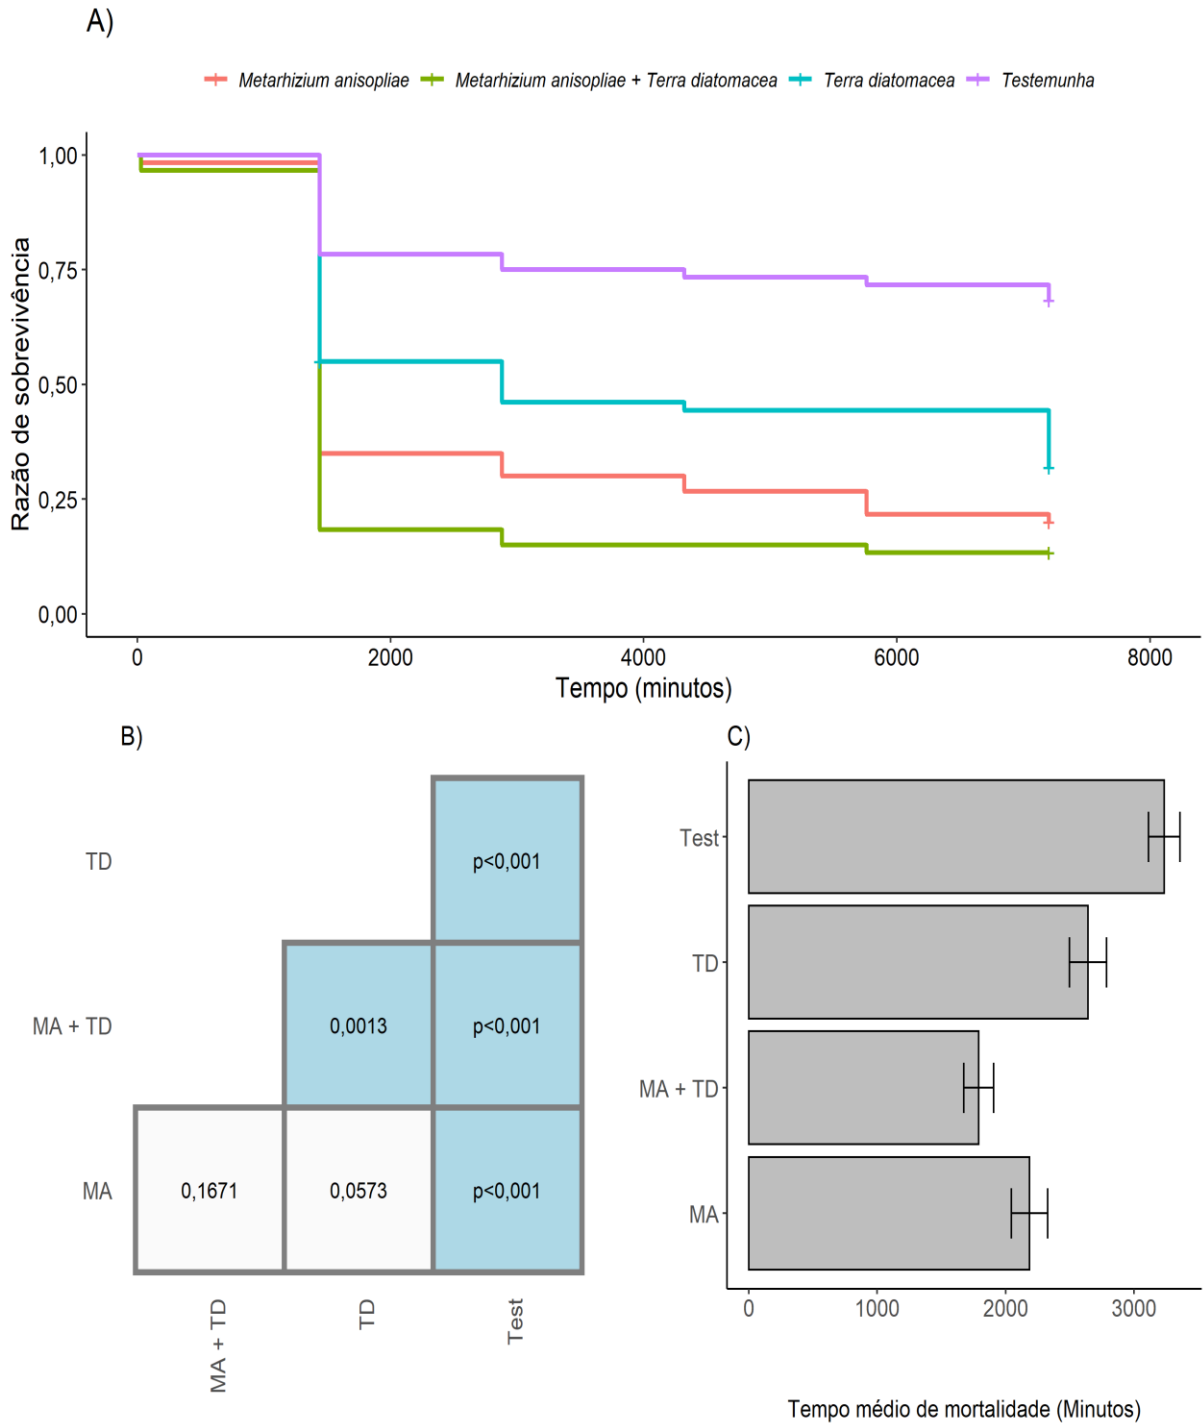 A)
Metarhizium anisopliae Metarhizium anisopliae + Terra diatomacea Terra diatomacea Testemunha
Razão de sobrevivência
1,00
0,75
0,50
0,25
0,00
0 2000 4000 6000 8000
Tempo (minutos)
B)
TD p<0,001
MA + TD 0,0013 p<0,001
MA 0,1671 0,0573 p<0,001
MA + TD TD Test
C)
Test
TD
MA + TD
MA
0 1000 2000 3000
Tempo médio de mortalidade (Minutos)